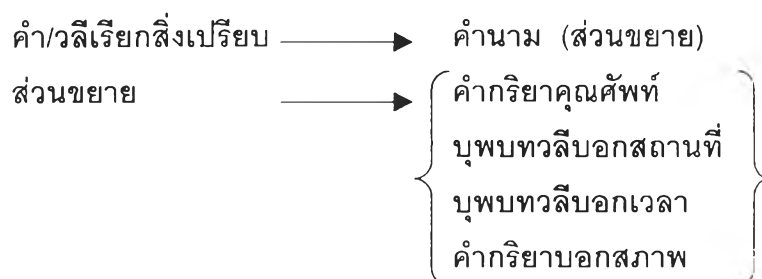 คำ/วลีเรียกสิ่งเปรียบ ⟶ คำนาม (ส่วนขยาย)
ส่วนขยาย ⟶ คำกริยาคุณศัพท์
บุพบทวลีบอกสถานที่
บุพบทวลีบอกเวลา
คำกริยาบอกสภาพ